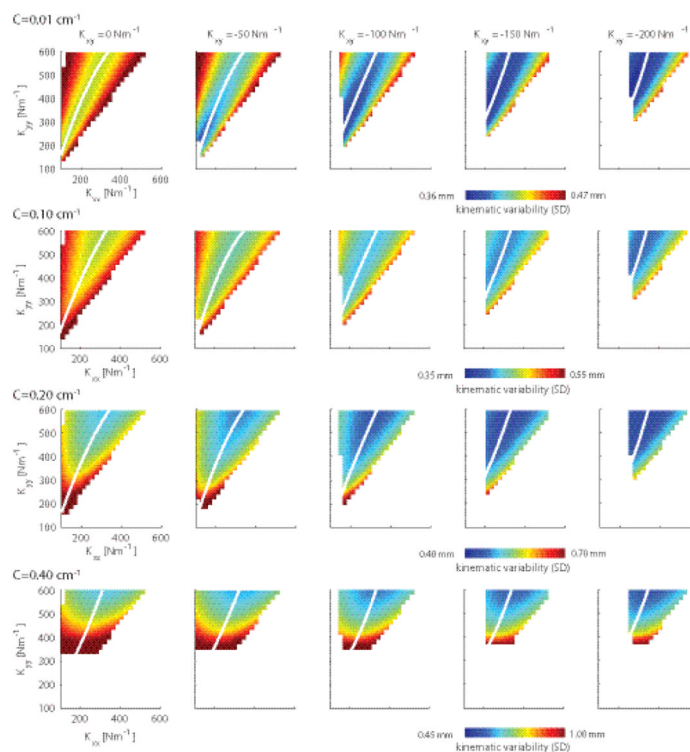 C=0.01 cm⁻¹
Kxy = 0 Nm⁻¹ Kxy = -50 Nm⁻¹ Kxy = -100 Nm⁻¹ Kxy = -150 Nm⁻¹ Kxy = -200 Nm⁻¹
Kyy [Nm⁻¹]
600
500
400
300
200
100
200 400 600
Kxx [Nm⁻¹]
0.36 mm 0.47 mm
kinematic variability (SD)
C=0.10 cm⁻¹
Kyy [Nm⁻¹]
600
500
400
300
200
100
200 400 600
Kxx [Nm⁻¹]
0.35 mm 0.55 mm
kinematic variability (SD)
C=0.20 cm⁻¹
Kyy [Nm⁻¹]
600
500
400
300
200
100
200 400 600
Kxx [Nm⁻¹]
0.40 mm 0.70 mm
kinematic variability (SD)
C=0.40 cm⁻¹
Kyy [Nm⁻¹]
600
500
400
300
200
100
200 400 600
Kxx [Nm⁻¹]
0.45 mm 1.00 mm
kinematic variability (SD)